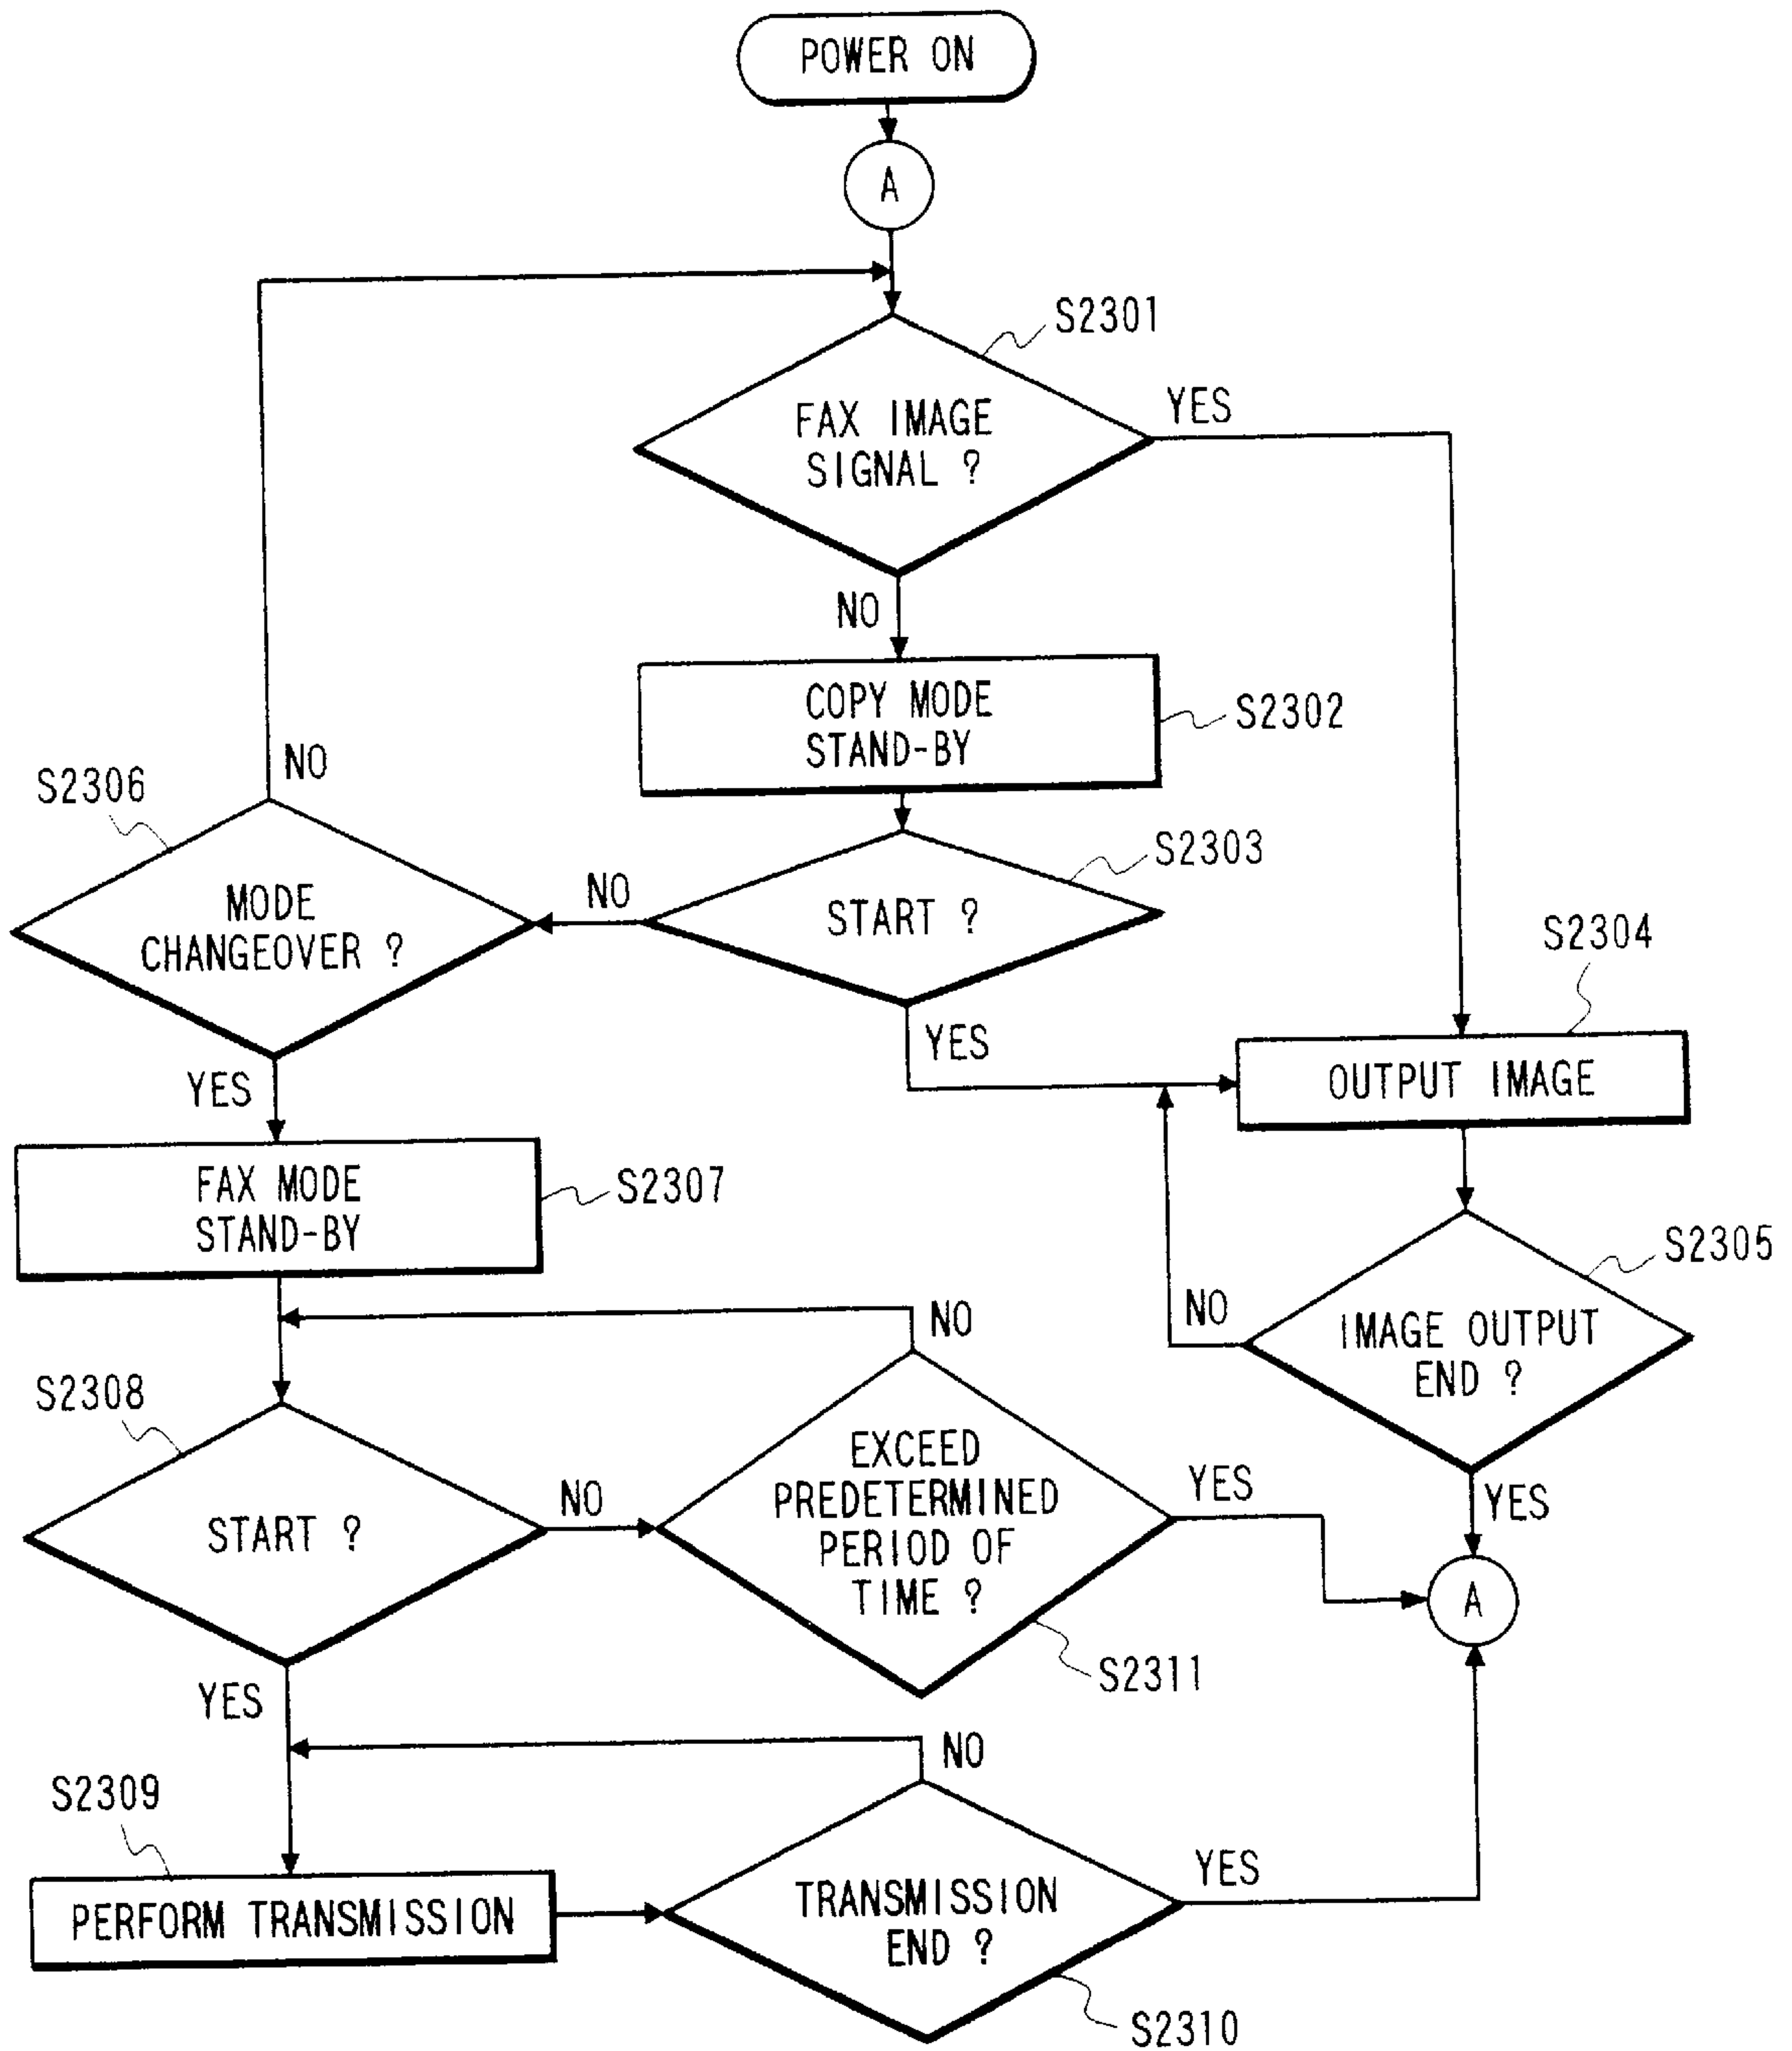 POWER ON
A
S2301
FAX IMAGE
SIGNAL ?
YES
NO
COPY MODE
STAND-BY
S2302
S2306
NO
MODE
CHANGEOVER ?
NO
START ?
S2303
YES
S2304
OUTPUT IMAGE
YES
FAX MODE
STAND-BY
S2307
S2305
NO
IMAGE OUTPUT
END ?
YES
NO
S2308
START ?
NO
EXCEED
PREDETERMINED
PERIOD OF
TIME ?
YES
S2311
A
YES
NO
S2309
PERFORM TRANSMISSION
TRANSMISSION
END ?
YES
S2310